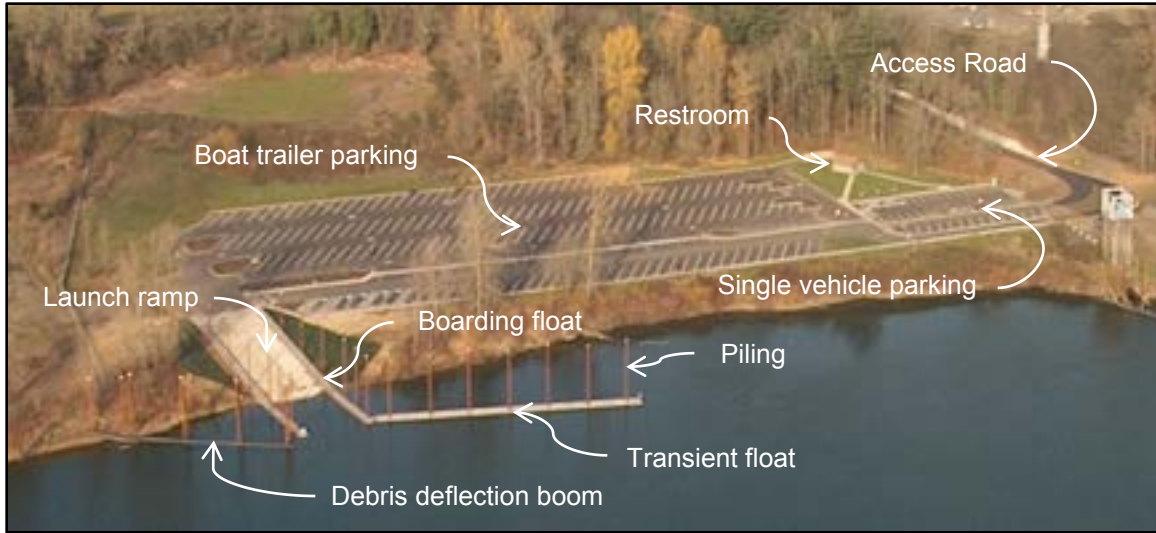 Access Road
Restroom
Boat trailer parking
Single vehicle parking
Launch ramp
Boarding float
Piling
Transient float
Debris deflection boom